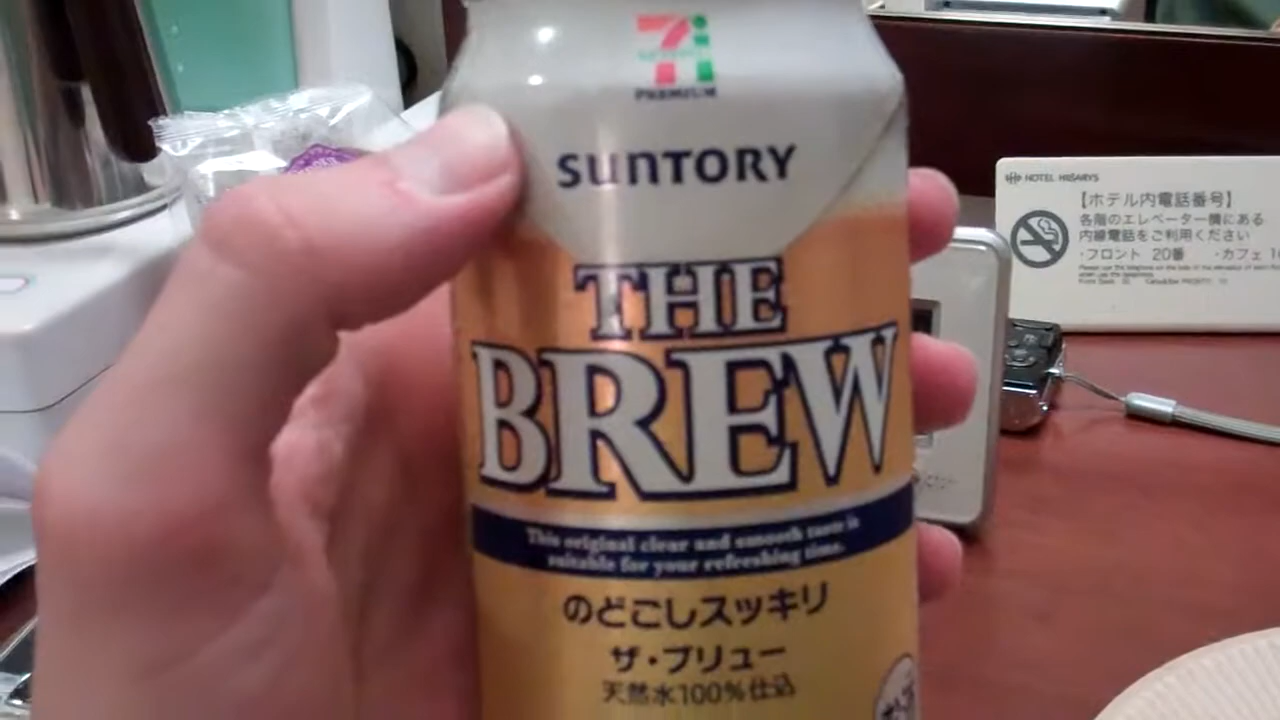 7i
PREMIUM
SUNTORY
THE
BREW
This original clear and smooth taste is
suitable for your refreshing time.
のどごしスッキリ
ザ・ブリュー
天然水100%仕込
HOTEL HISARYS
【ホテル内電話番号】
各階のエレベーター横にある
内線電話をご利用ください
・フロント 20番 ・カフェ